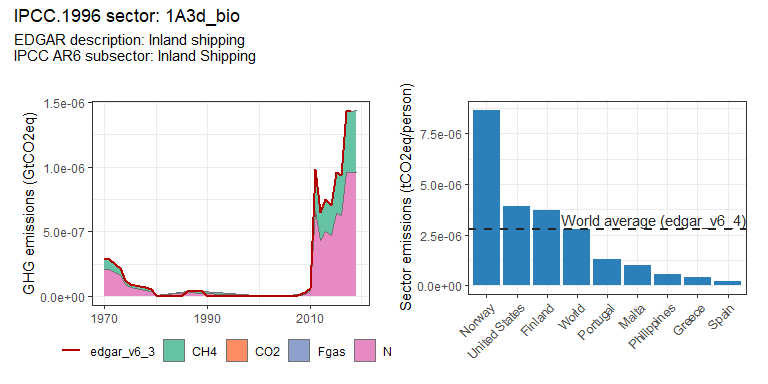 IPCC.1996 sector: 1A3d_bio
EDGAR description: Inland shipping
IPCC AR6 subsector: Inland Shipping
GHG emissions (GtCO2eq)
1.5e-06
1.0e-06
5.0e-07
0.0e+00
1970
1990
2010
edgar_v6_3
CH4
CO2
Fgas
N
Sector emissions (tCO2eq/person)
7.5e-06
5.0e-06
2.5e-06
0.0e+00
World average (edgar_v6_4)
Norway
United States
Finland
World
Portugal
Malta
Philippines
Greece
Spain